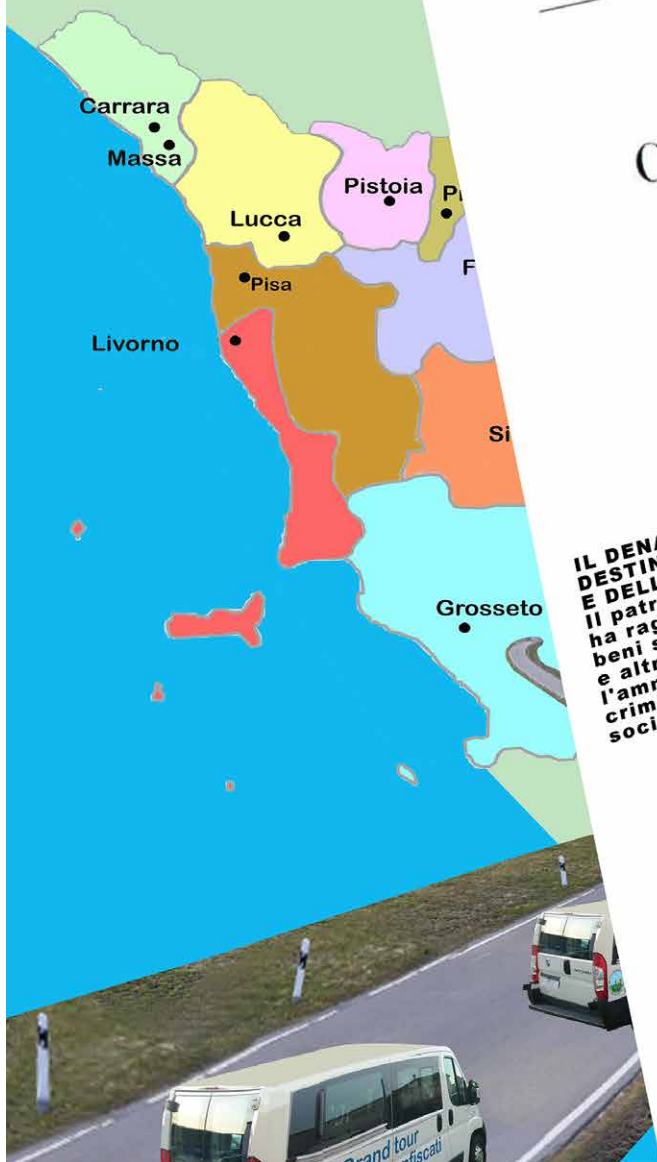 Carrara
Massa
Pistoia
Lucca
Pisa
Livorno
Grosseto
Si
F
IL DENA
DESTIN
E DELL
Il patr
ha rag
beni s
e altr
l'amm
crim
soci
Grand tour